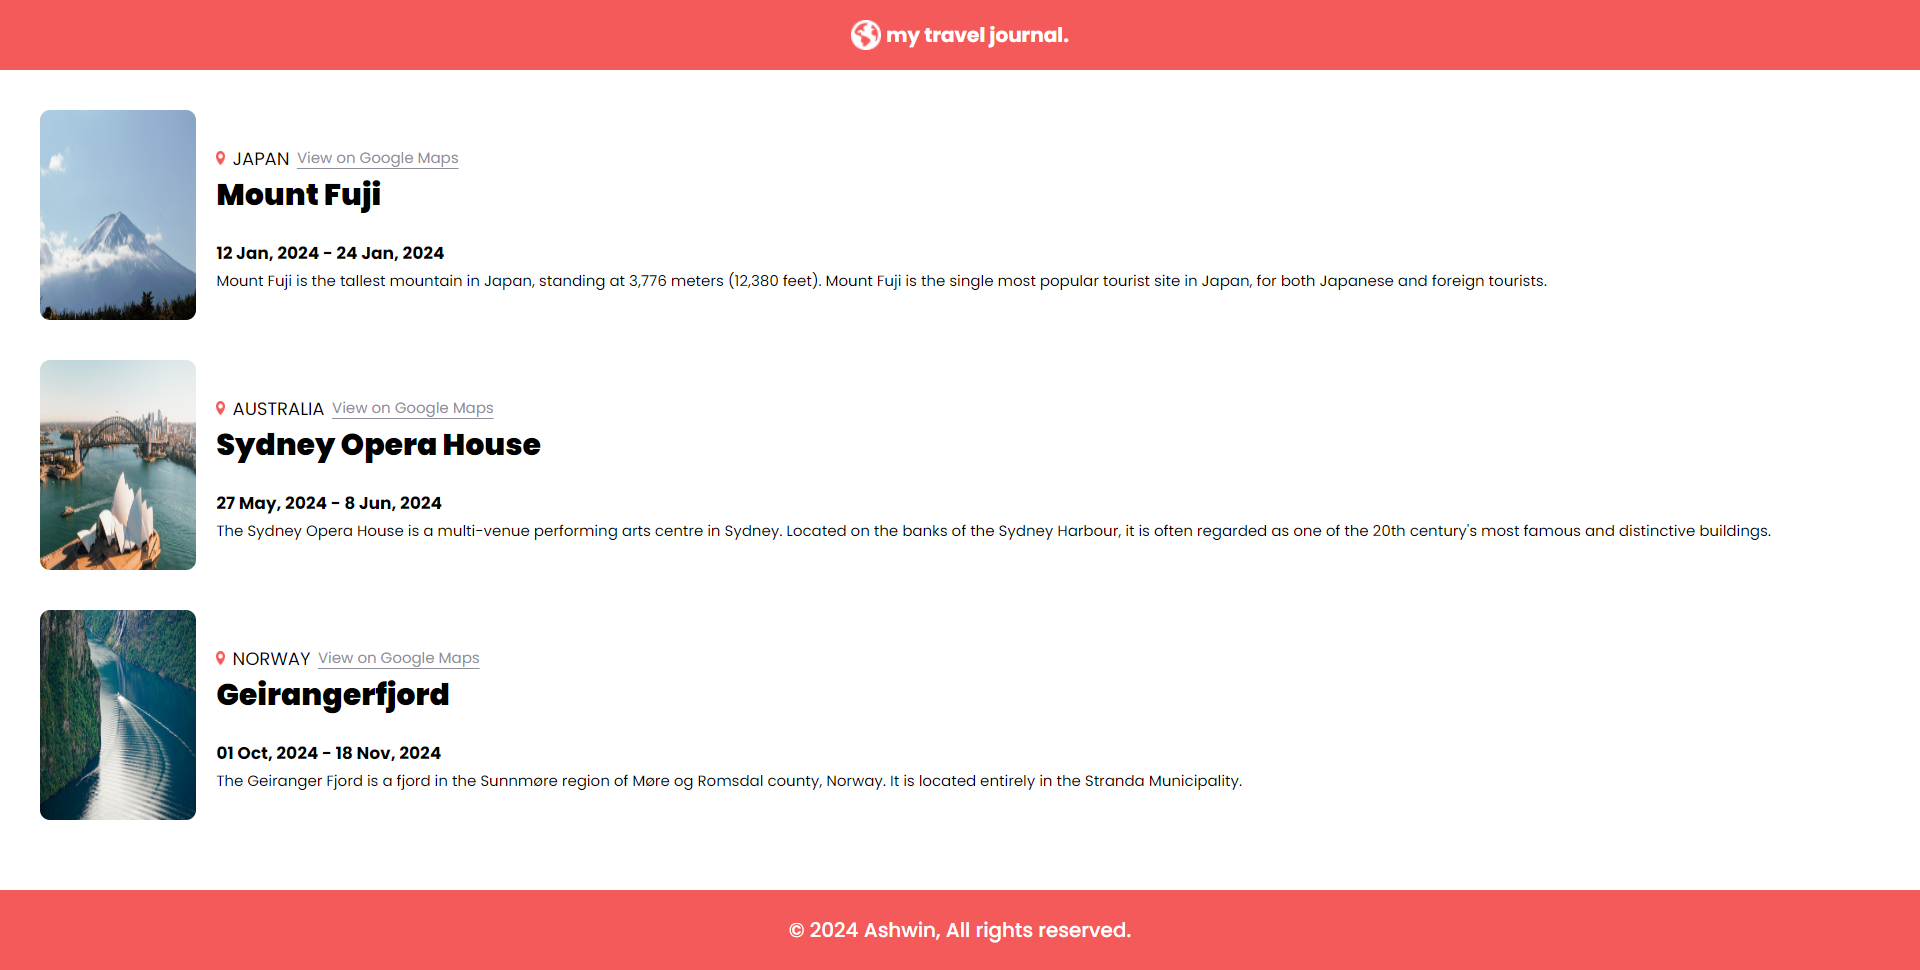 my travel journal.
JAPAN View on Google Maps
Mount Fuji
12 Jan, 2024 - 24 Jan, 2024
Mount Fuji is the tallest mountain in Japan, standing at 3,776 meters (12,380 feet). Mount Fuji is the single most popular tourist site in Japan, for both Japanese and foreign tourists.
AUSTRALIA View on Google Maps
Sydney Opera House
27 May, 2024 - 8 Jun, 2024
The Sydney Opera House is a multi-venue performing arts centre in Sydney. Located on the banks of the Sydney Harbour, it is often regarded as one of the 20th century's most famous and distinctive buildings.
NORWAY View on Google Maps
Geirangerfjord
01 Oct, 2024 - 18 Nov, 2024
The Geiranger Fjord is a fjord in the Sunnmøre region of Møre og Romsdal county, Norway. It is located entirely in the Stranda Municipality.
© 2024 Ashwin, All rights reserved.